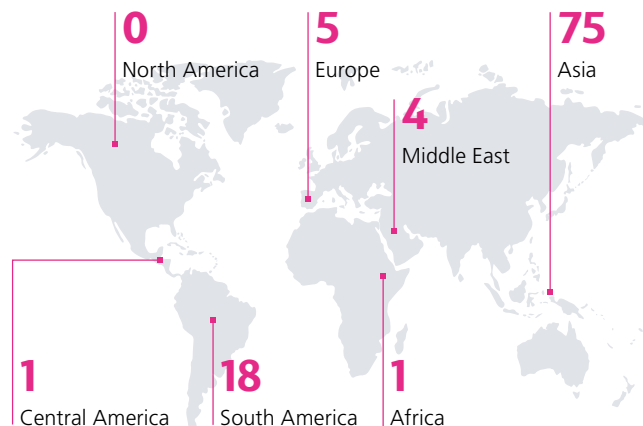 0
North America
5
Europe
75
Asia
4
Middle East
1
Central America
18
South America
1
Africa